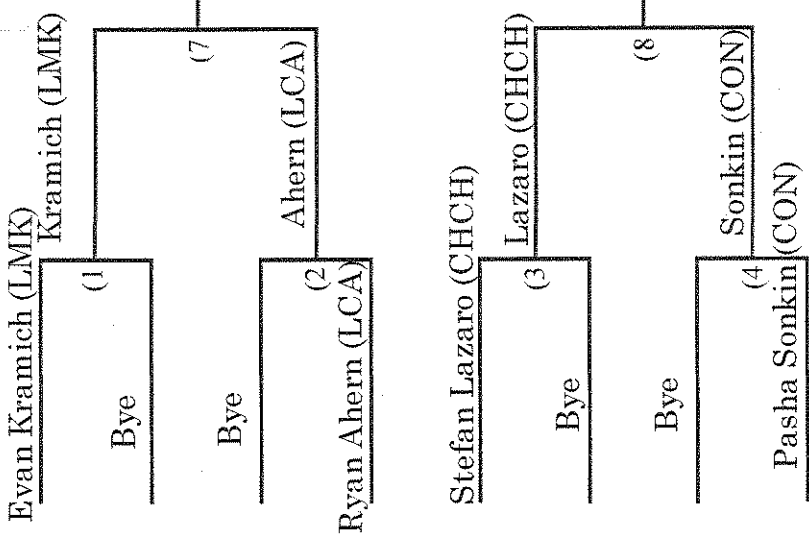 Evan Kramich (LMK)
Kramich (LMK)
(1
Bye
(7
Bye
Ahern (LCA)
(2
Ryan Ahern (LCA)
Stefan Lazaro (CHCH)
Lazaro (CHCH)
(3
Bye
(8
Bye
Sonkin (CON)
(4
Pasha Sonkin (CON)